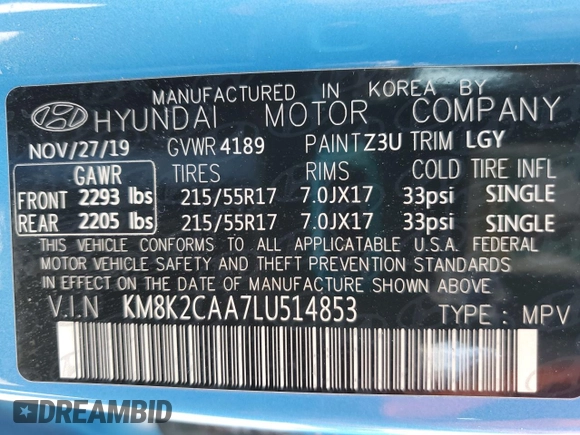 MANUFACTURED IN KOREA BY
HYUNDAI MOTOR COMPANY
NOV/27/19 GVWR 4189 PAINT Z3U TRIM LGY
GAWR TIRES RIMS COLD TIRE INFL
FRONT 2293 lbs 215/55R17 7.0JX17 33psi SINGLE
REAR 2205 lbs 215/55R17 7.0JX17 33psi SINGLE
THIS VEHICLE CONFORMS TO ALL APPLICATABLE U.S.A. FEDERAL
MOTOR VEHICLE SAFETY AND THEFT PREVENTION STANDARDS
IN EFFECT ON THE DATE OF MANUFACTURE SHOWN ABOVE
V.I.N KM8K2CAA7LU514853 TYPE : MPV
DREAMBID